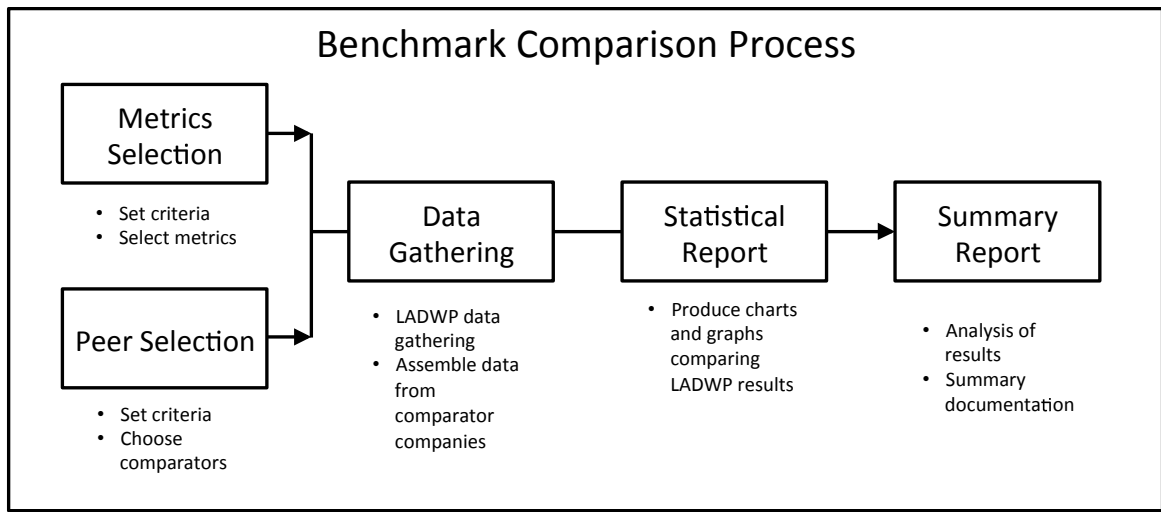 Benchmark Comparison Process
Metrics
Selection
• Set criteria
• Select metrics
Peer Selection
• Set criteria
• Choose
comparators
Data
Gathering
• LADWP data
gathering
• Assemble data
from
comparator
companies
Statistical
Report
• Produce charts
and graphs
comparing
LADWP results
Summary
Report
• Analysis of
results
• Summary
documentation